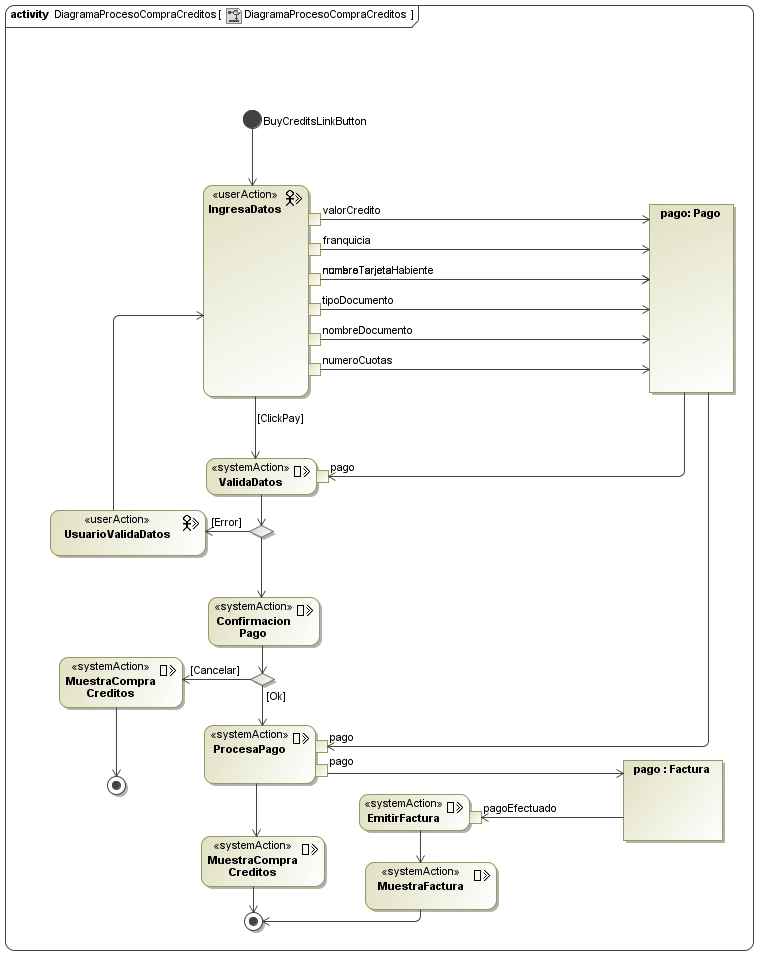 activity DiagramaProcesoCompraCreditos [ DiagramaProcesoCompraCreditos ]
BuyCreditsLinkButton
«userAction»
IngresaDatos
valorCredito
franquicia
nombreTarjetaHabiente
tipoDocumento
nombreDocumento
numeroCuotas
pago: Pago
[ClickPay]
«systemAction»
ValidaDatos
pago
«userAction»
UsuarioValidaDatos
[Error]
«systemAction»
Confirmacion
Pago
«systemAction»
MuestraCompra
Creditos
[Cancelar]
[Ok]
«systemAction»
ProcesaPago
pago
pago
pago : Factura
«systemAction»
EmitirFactura
pagoEfectuado
«systemAction»
MuestraCompra
Creditos
«systemAction»
MuestraFactura